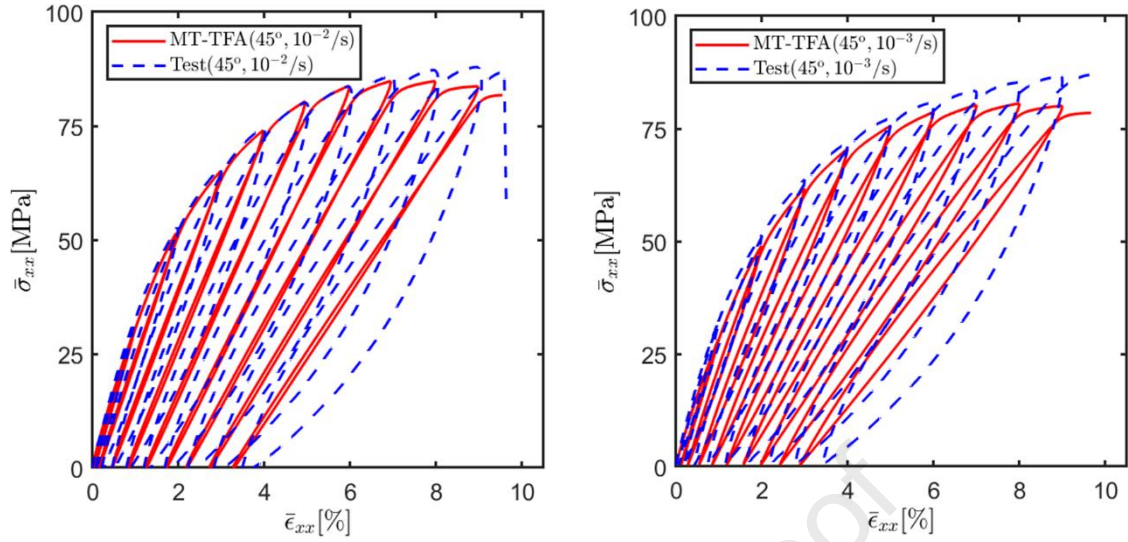 100
MT-TFA(45°, 10⁻²/s)
Test(45°, 10⁻²/s)
75
50
25
0
σ̄ₓₓ[MPa]
0 2 4 6 8 10
ε̄ₓₓ[%]
100
MT-TFA(45°, 10⁻³/s)
Test(45°, 10⁻³/s)
75
50
25
0
σ̄ₓₓ[MPa]
0 2 4 6 8 10
ε̄ₓₓ[%]